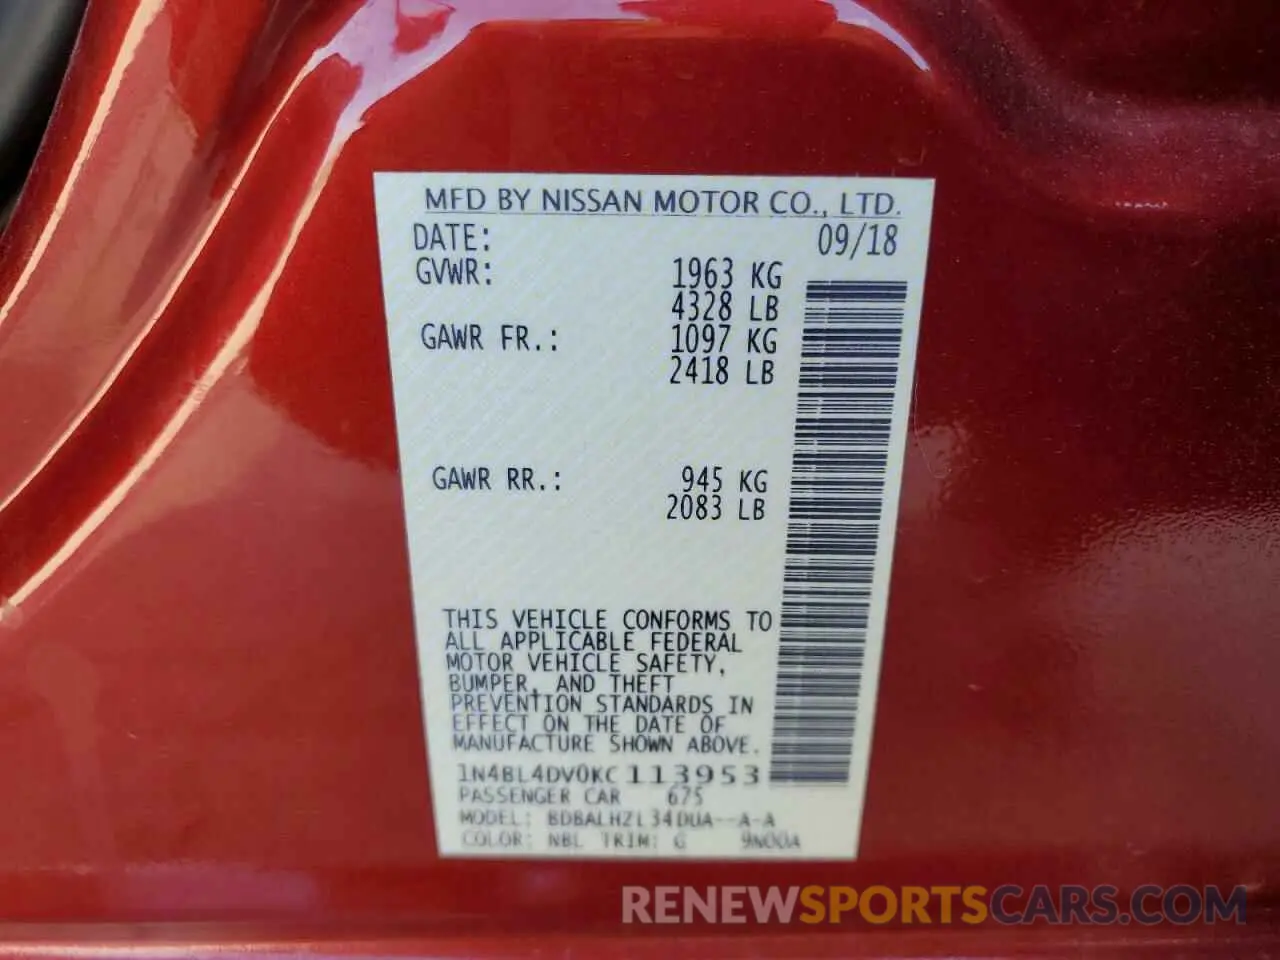 MFD BY NISSAN MOTOR CO., LTD.
DATE: 09/18
GVWR: 1963 KG
4328 LB
GAWR FR.: 1097 KG
2418 LB
GAWR RR.: 945 KG
2083 LB
THIS VEHICLE CONFORMS TO
ALL APPLICABLE FEDERAL
MOTOR VEHICLE SAFETY,
BUMPER, AND THEFT
PREVENTION STANDARDS IN
EFFECT ON THE DATE OF
MANUFACTURE SHOWN ABOVE.
1N4BL4DV0KC113953
PASSENGER CAR 675
MODEL: BDBALHZL34DUA--A-A
COLOR: NBL TRIM: G 9N00A
RENEWSPORTSCARS.COM